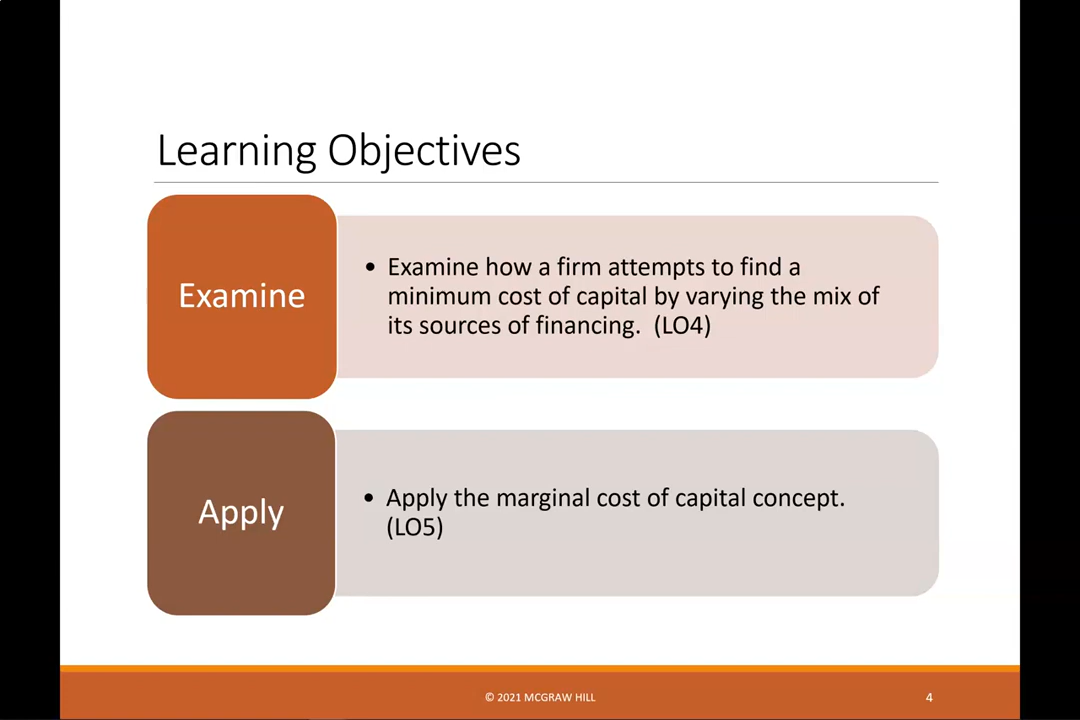 Learning Objectives
Examine
• Examine how a firm attempts to find a
minimum cost of capital by varying the mix of
its sources of financing.  (LO4)
Apply
• Apply the marginal cost of capital concept.
(LO5)
© 2021 MCGRAW HILL
4